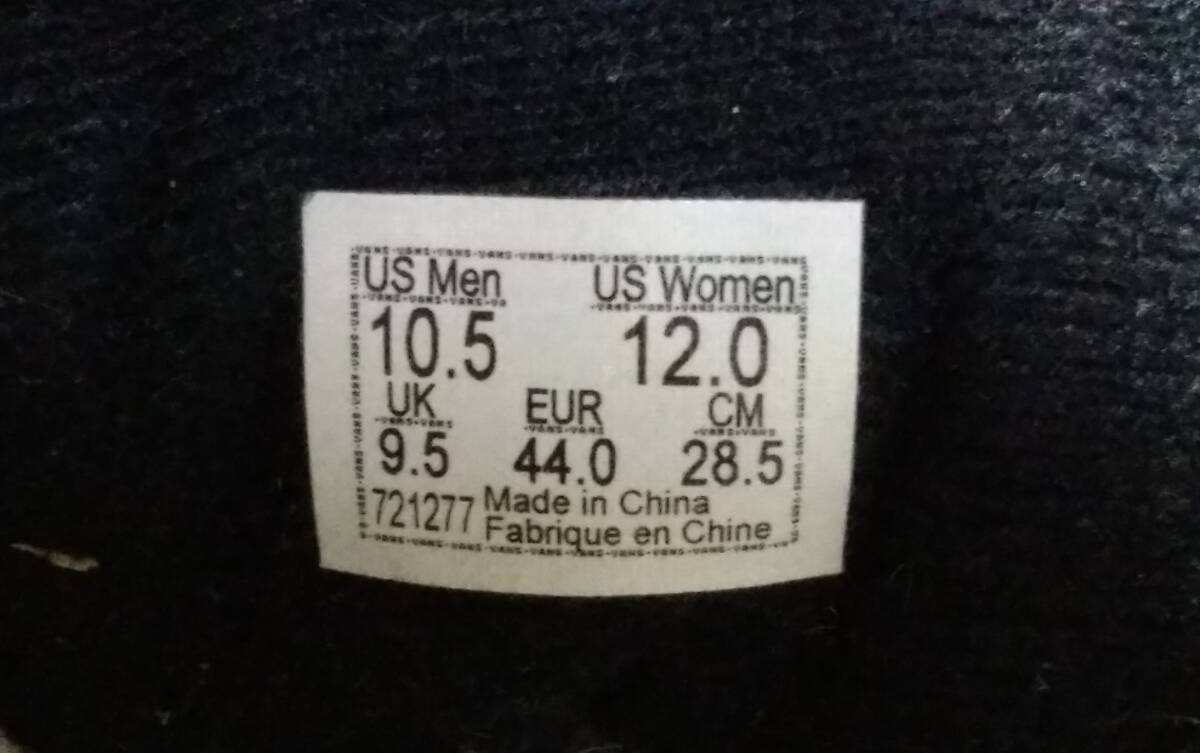 US Men US Women
10.5 12.0
UK EUR CM
9.5 44.0 28.5
721277 Made in China
Fabrique en Chine